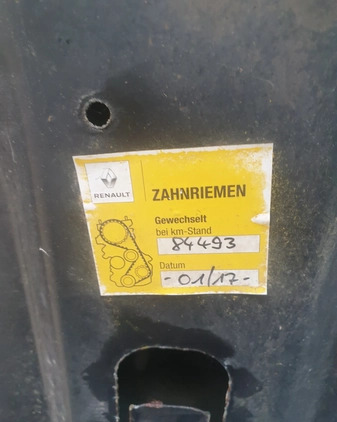 RENAULT
ZAHNRIEMEN
Gewechselt
bei km-Stand
84493
Datum
-01/17-